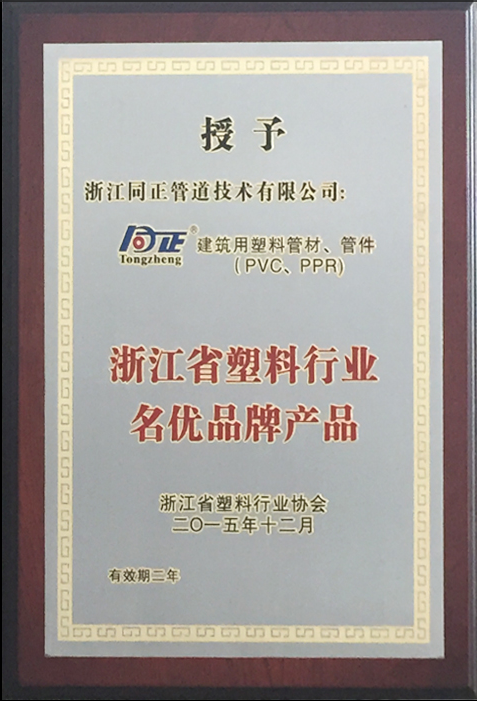 授予
浙江同正管道技术有限公司:
同正® 建筑用塑料管材、管件
Tongzheng (PVC、PPR)
浙江省塑料行业
名优品牌产品
浙江省塑料行业协会
二〇一五年十二月
有效期二年